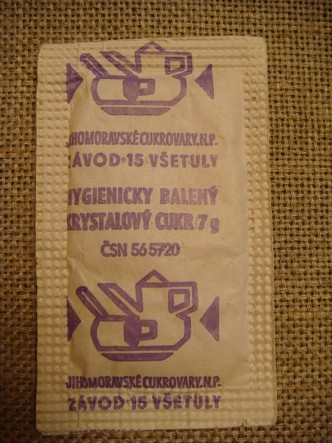 JIHOMORAVSKÉ CUKROVARY, N.P.
ZÁVOD·15 VŠETULY
HYGIENICKY BALENÝ
KRYSTALOVÝ CUKR 7 g
ČSN 56 5720
JIHOMORAVSKÉ CUKROVARY, N.P.
ZÁVOD·15 VŠETULY